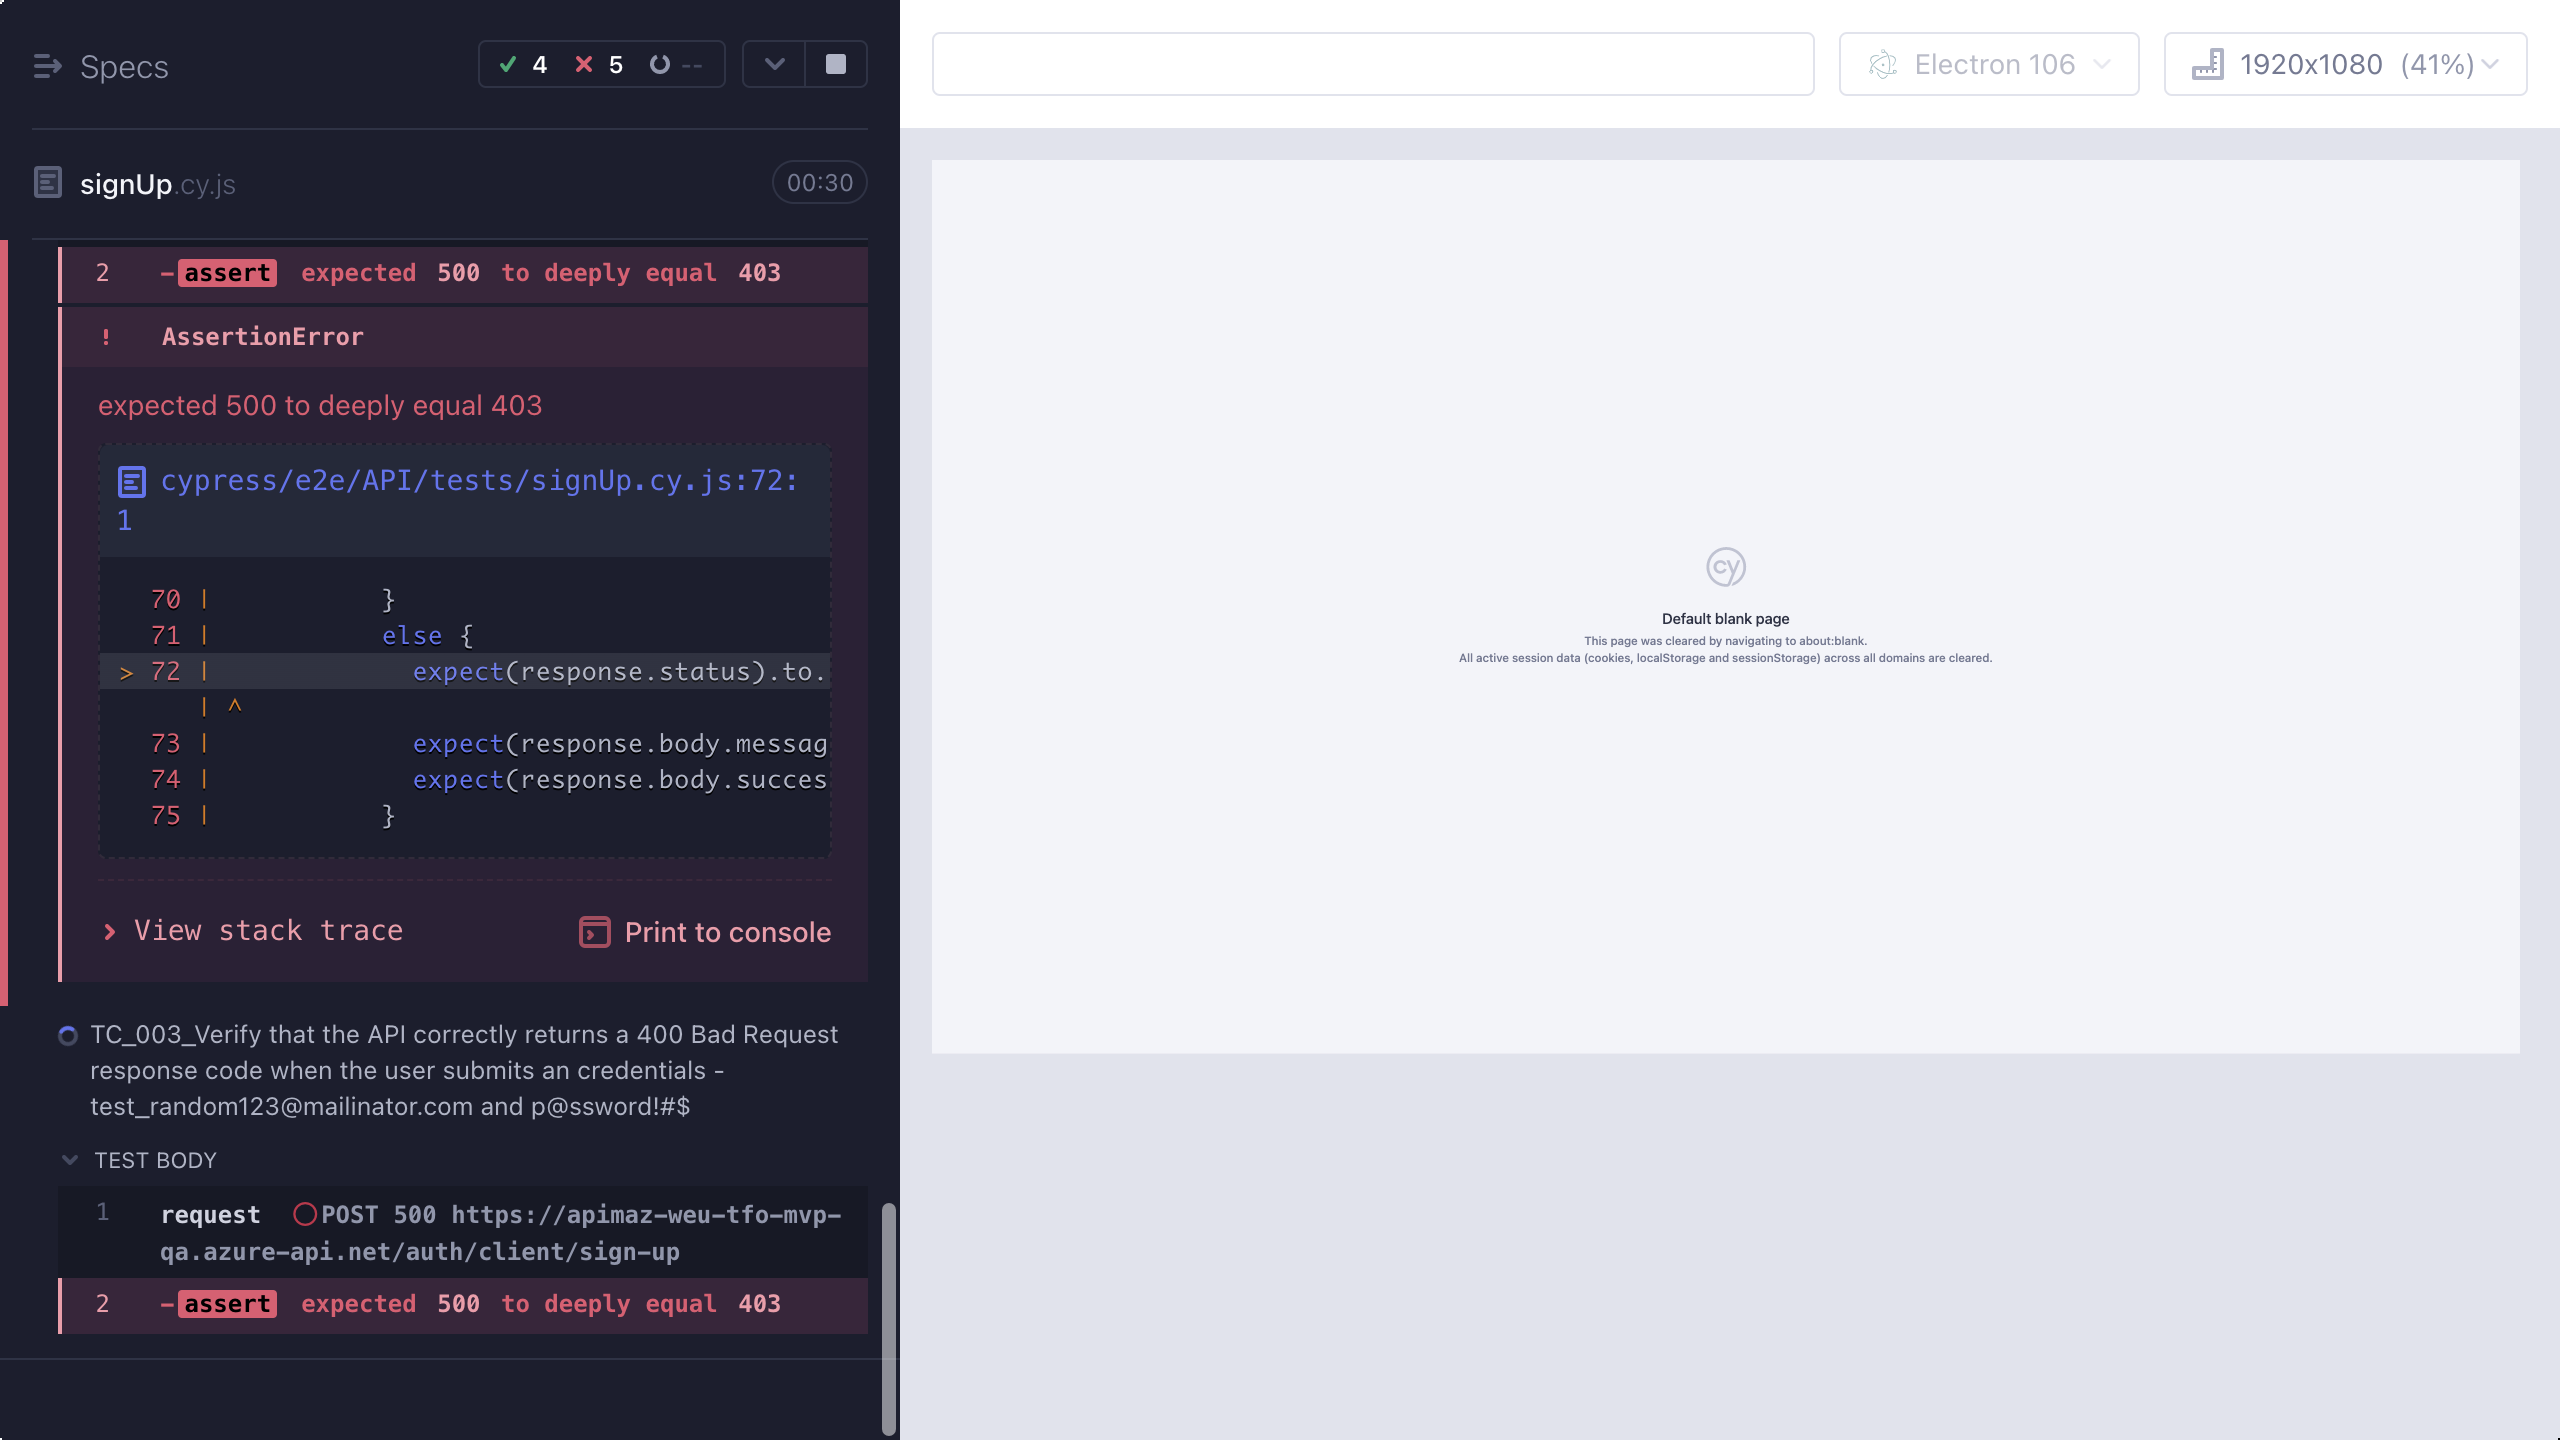 Specs
4 5 --
signUp.cy.js
00:30
2 -assert expected 500 to deeply equal 403
! AssertionError
expected 500 to deeply equal 403
cypress/e2e/API/tests/signUp.cy.js:72:
1
70 | }
71 | else {
> 72 | expect(response.status).to.
| ^
73 | expect(response.body.messag
74 | expect(response.body.succes
75 | }
> View stack trace
Print to console
TC_003_Verify that the API correctly returns a 400 Bad Request
response code when the user submits an credentials -
test_random123@mailinator.com and p@ssword!#$
TEST BODY
1 request POST 500 https://apimaz-weu-tfo-mvp-
qa.azure-api.net/auth/client/sign-up
2 -assert expected 500 to deeply equal 403
Electron 106
1920x1080 (41%)
cy
Default blank page
This page was cleared by navigating to about:blank.
All active session data (cookies, localStorage and sessionStorage) across all domains are cleared.